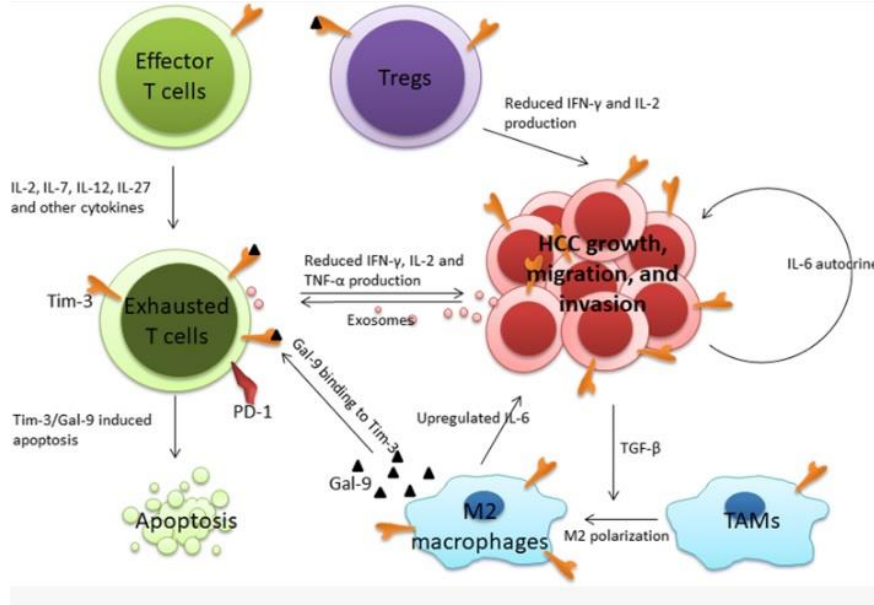 Effector
T cells
Tregs
Reduced IFN-γ and IL-2
production
IL-2, IL-7, IL-12, IL-27
and other cytokines
HCC growth,
migration, and
invasion
IL-6 autocrine
Tim-3
Exhausted
T cells
Reduced IFN-γ, IL-2 and
TNF-α production
Exosomes
PD-1
Gal-9 binding to Tim-3
Tim-3/Gal-9 induced
apoptosis
Upregulated IL-6
TGF-β
Gal-9
Apoptosis
M2
macrophages
M2 polarization
TAMs